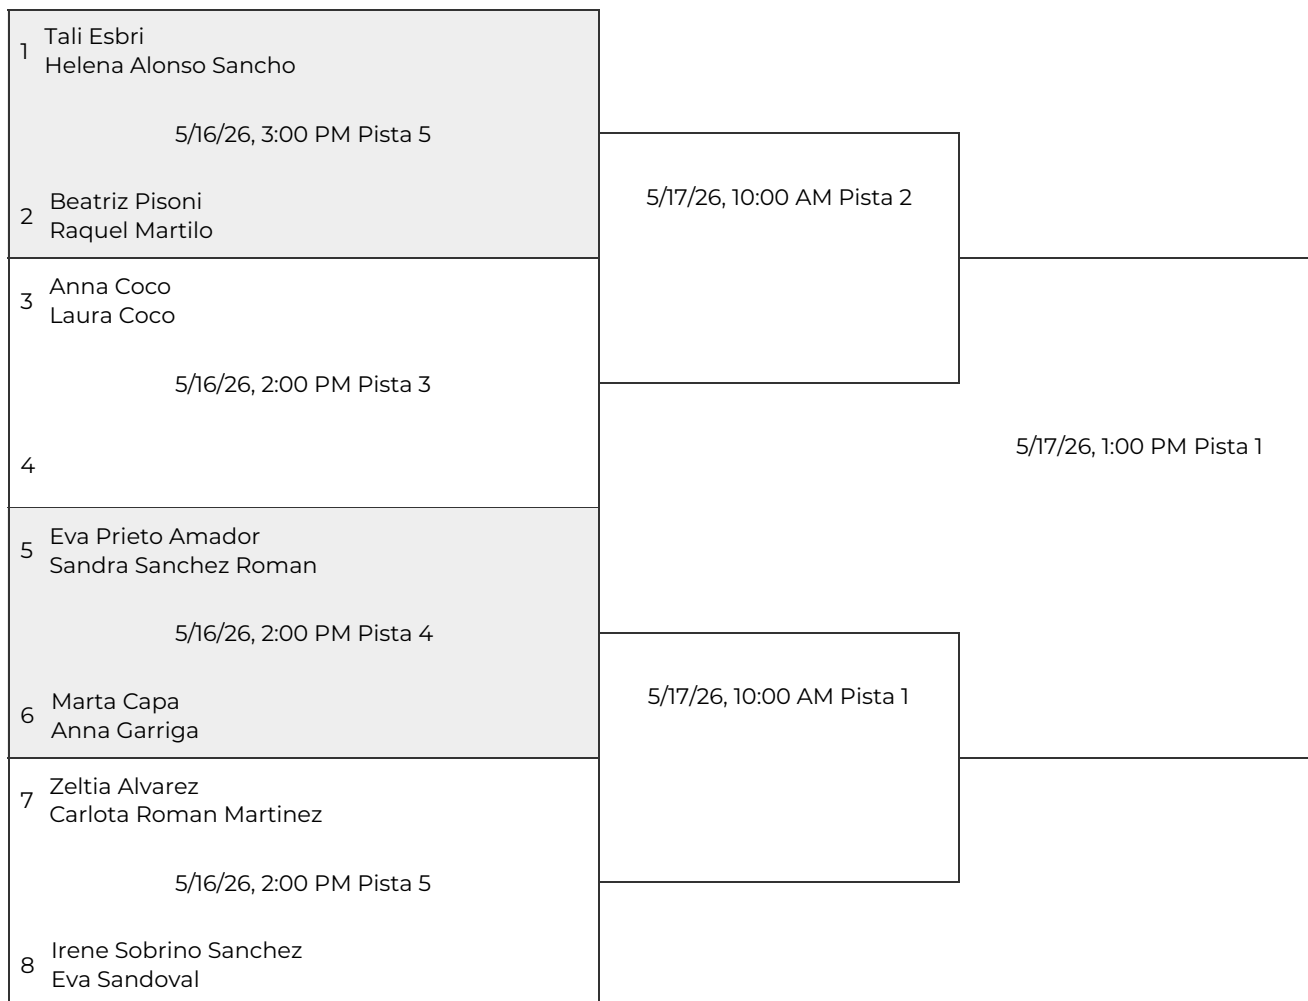 1
Tali Esbri
Helena Alonso Sancho
5/16/26, 3:00 PM Pista 5
2
Beatriz Pisoni
Raquel Martilo
5/17/26, 10:00 AM Pista 2
3
Anna Coco
Laura Coco
5/16/26, 2:00 PM Pista 3
4
5/17/26, 1:00 PM Pista 1
5
Eva Prieto Amador
Sandra Sanchez Roman
5/16/26, 2:00 PM Pista 4
6
Marta Capa
Anna Garriga
5/17/26, 10:00 AM Pista 1
7
Zeltia Alvarez
Carlota Roman Martinez
5/16/26, 2:00 PM Pista 5
8
Irene Sobrino Sanchez
Eva Sandoval